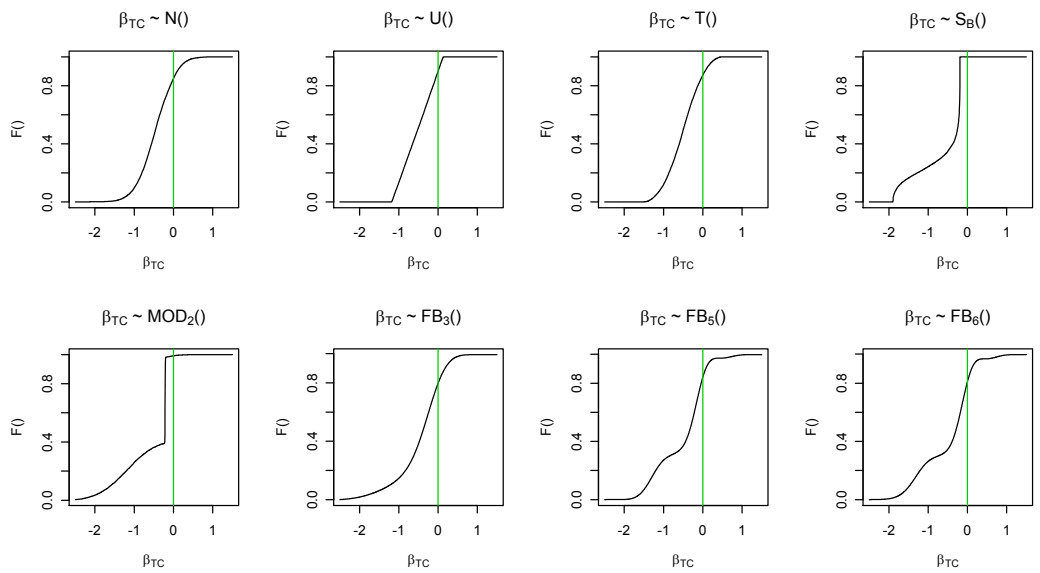 β_TC ~ N()
β_TC ~ U()
β_TC ~ T()
β_TC ~ S_B()
F()
0.0 0.4 0.8
-2 -1 0 1
β_TC
F()
0.0 0.4 0.8
-2 -1 0 1
β_TC
F()
0.0 0.4 0.8
-2 -1 0 1
β_TC
F()
0.0 0.4 0.8
-2 -1 0 1
β_TC
β_TC ~ MOD₂()
β_TC ~ FB₃()
β_TC ~ FB₅()
β_TC ~ FB₆()
F()
0.0 0.4 0.8
-2 -1 0 1
β_TC
F()
0.0 0.4 0.8
-2 -1 0 1
β_TC
F()
0.0 0.4 0.8
-2 -1 0 1
β_TC
F()
0.0 0.4 0.8
-2 -1 0 1
β_TC